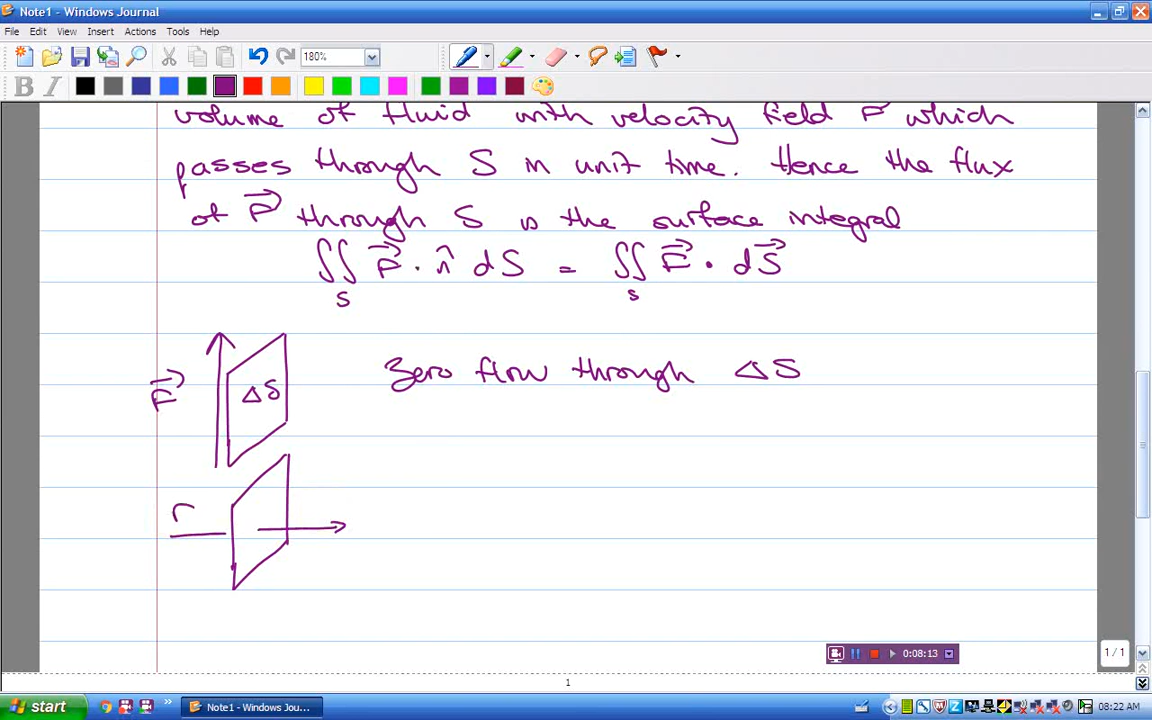 Note1 - Windows Journal
File Edit View Insert Actions Tools Help
180%
B I
volume of fluid with velocity field F which
passes through S in unit time. Hence the flux
of F⃗ through S is the surface integral
∬_S F⃗ · n̂ dS = ∬_S F⃗ · dS⃗
F⃗ ΔS Zero flow through ΔS
0:08:13
1 / 1
1
start
Note1 - Windows Jou...
08:22 AM